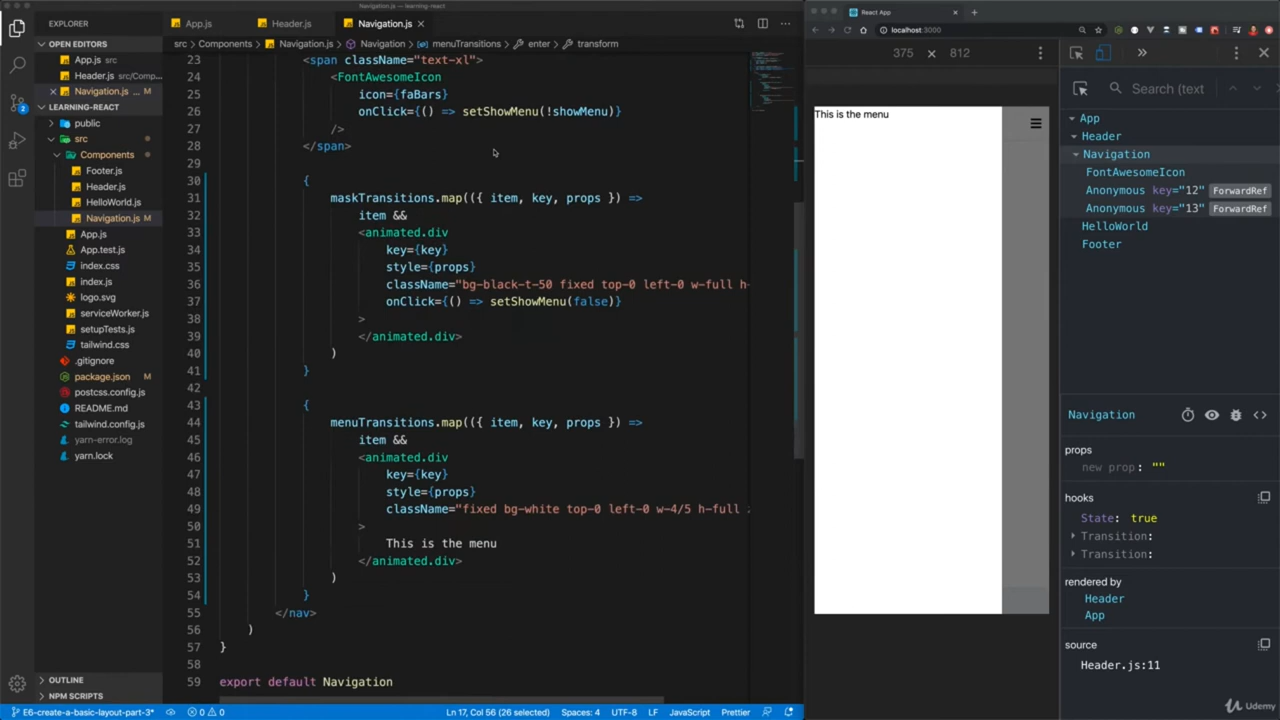 Navigation.js — learning-react
EXPLORER
OPEN EDITORS
App.js
Header.js src/Comp...
Navigation.js ... M
LEARNING-REACT
public
src
Components
Footer.js
Header.js
HelloWorld.js
Navigation.js M
App.js
App.test.js
index.css
index.js
logo.svg
serviceWorker.js
setupTests.js
tailwind.css
.gitignore
package.json M
postcss.config.js
README.md
tailwind.config.js
yarn-error.log
yarn.lock
OUTLINE
NPM SCRIPTS
2
App.js Header.js Navigation.js
src > Components > Navigation.js > Navigation > menuTransitions > enter > transform
23 <span className="text-xl">
24 <FontAwesomeIcon
25 icon={faBars}
26 onClick={() => setShowMenu(!showMenu)}
27 />
28 </span>
29
30 {
31 maskTransitions.map(({ item, key, props }) =>
32 item &&
33 <animated.div
34 key={key}
35 style={props}
36 className="bg-black-t-50 fixed top-0 left-0 w-full h-
37 onClick={() => setShowMenu(false)}
38 >
39 </animated.div>
40 )
41 }
42
43 {
44 menuTransitions.map(({ item, key, props }) =>
45 item &&
46 <animated.div
47 key={key}
48 style={props}
49 className="fixed bg-white top-0 left-0 w-4/5 h-full
50 >
51 This is the menu
52 </animated.div>
53 )
54 }
55 </nav>
56 )
57 }
58
59 export default Navigation
E6-create-a-basic-layout-part-3* 0 0 Ln 17, Col 56 (26 selected) Spaces: 4 UTF-8 LF JavaScript Prettier
React App
localhost:3000
375 × 812
This is the menu
Search (text
App
Header
Navigation
FontAwesomeIcon
Anonymous key="12" ForwardRef
Anonymous key="13" ForwardRef
HelloWorld
Footer
Navigation
props
new prop: ""
hooks
State: true
Transition:
Transition:
rendered by
Header
App
source
Header.js:11
Udemy